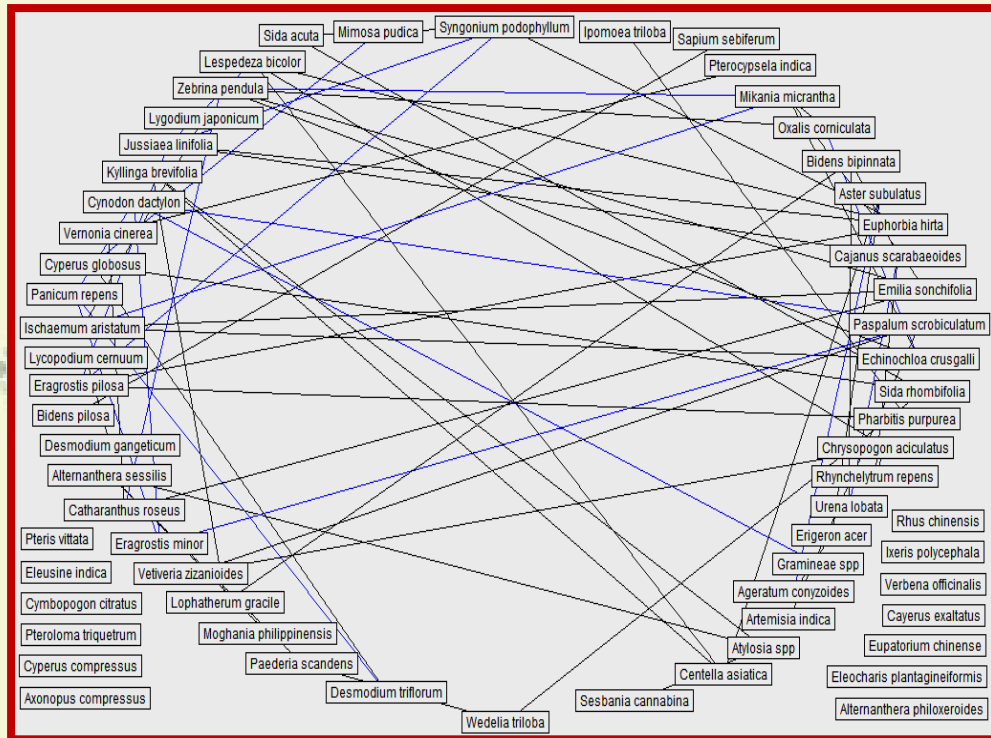 Sida acuta
Mimosa pudica
Syngonium podophyllum
Ipomoea triloba
Sapium sebiferum
Lespedeza bicolor
Pterocypsela indica
Zebrina pendula
Mikania micrantha
Lygodium japonicum
Oxalis corniculata
Jussiaea linifolia
Bidens bipinnata
Kyllinga brevifolia
Cynodon dactylon
Aster subulatus
Vernonia cinerea
Euphorbia hirta
Cyperus globosus
Cajanus scarabaeoides
Panicum repens
Emilia sonchifolia
Ischaemum aristatum
Paspalum scrobiculatum
Lycopodium cernuum
Echinochloa crusgalli
Eragrostis pilosa
Sida rhombifolia
Bidens pilosa
Pharbitis purpurea
Desmodium gangeticum
Chrysopogon aciculatus
Alternanthera sessilis
Rhynchelytrum repens
Catharanthus roseus
Urena lobata
Rhus chinensis
Pteris vittata
Eragrostis minor
Erigeron acer
Ixeris polycephala
Eleusine indica
Vetiveria zizanioides
Gramineae spp
Verbena officinalis
Cymbopogon citratus
Lophatherum gracile
Ageratum conyzoides
Cayerus exaltatus
Pteroloma triquetrum
Moghania philippinensis
Artemisia indica
Eupatorium chinense
Cyperus compressus
Paederia scandens
Atylosia spp
Eleocharis plantagineiformis
Axonopus compressus
Desmodium triflorum
Centella asiatica
Sesbania cannabina
Alternanthera philoxeroides
Wedelia triloba